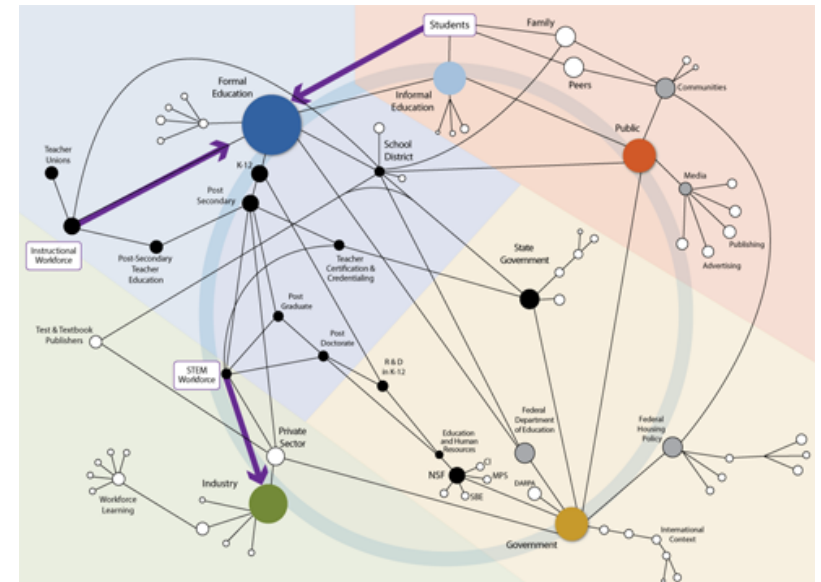 Students
Family
Formal
Education
Informal
Education
Peers
Communities
Public
Teacher
Unions
School
District
K-12
Media
Post
Secondary
Instructional
Workforce
Post-Secondary
Teacher
Education
Teacher
Certification &
Credentialing
State
Government
Publishing
Advertising
Post
Graduate
Test & Textbook
Publishers
Post
Doctorate
STEM
Workforce
R & D
in K-12
Federal
Department
of Education
Federal
Housing
Policy
Private
Sector
Education
and Human
Resources
CI
NSF
MPS
SBE
DARPA
Industry
Workforce
Learning
Government
International
Context